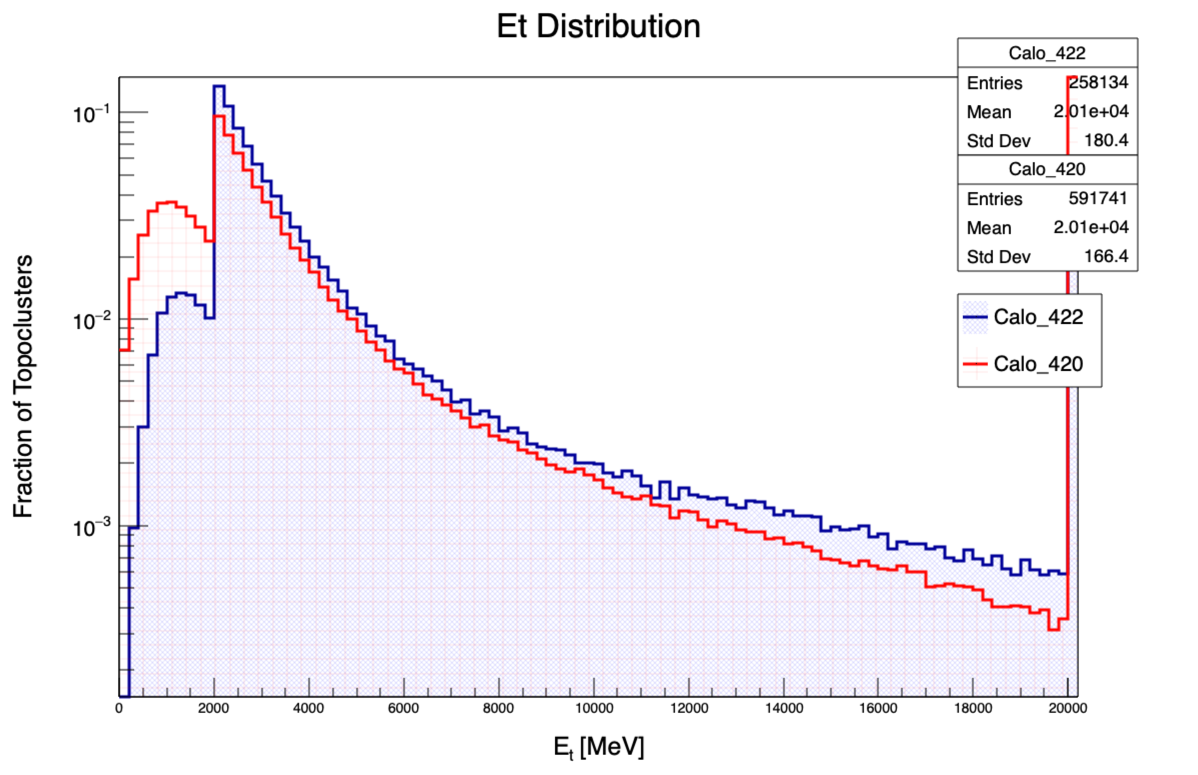 Et Distribution
Calo_422
Entries 258134
Mean 2.01e+04
Std Dev 180.4
Calo_420
Entries 591741
Mean 2.01e+04
Std Dev 166.4
Calo_422
Calo_420
Fraction of Topoclusters
10⁻¹
10⁻²
10⁻³
0 2000 4000 6000 8000 10000 12000 14000 16000 18000 20000
Eₜ [MeV]